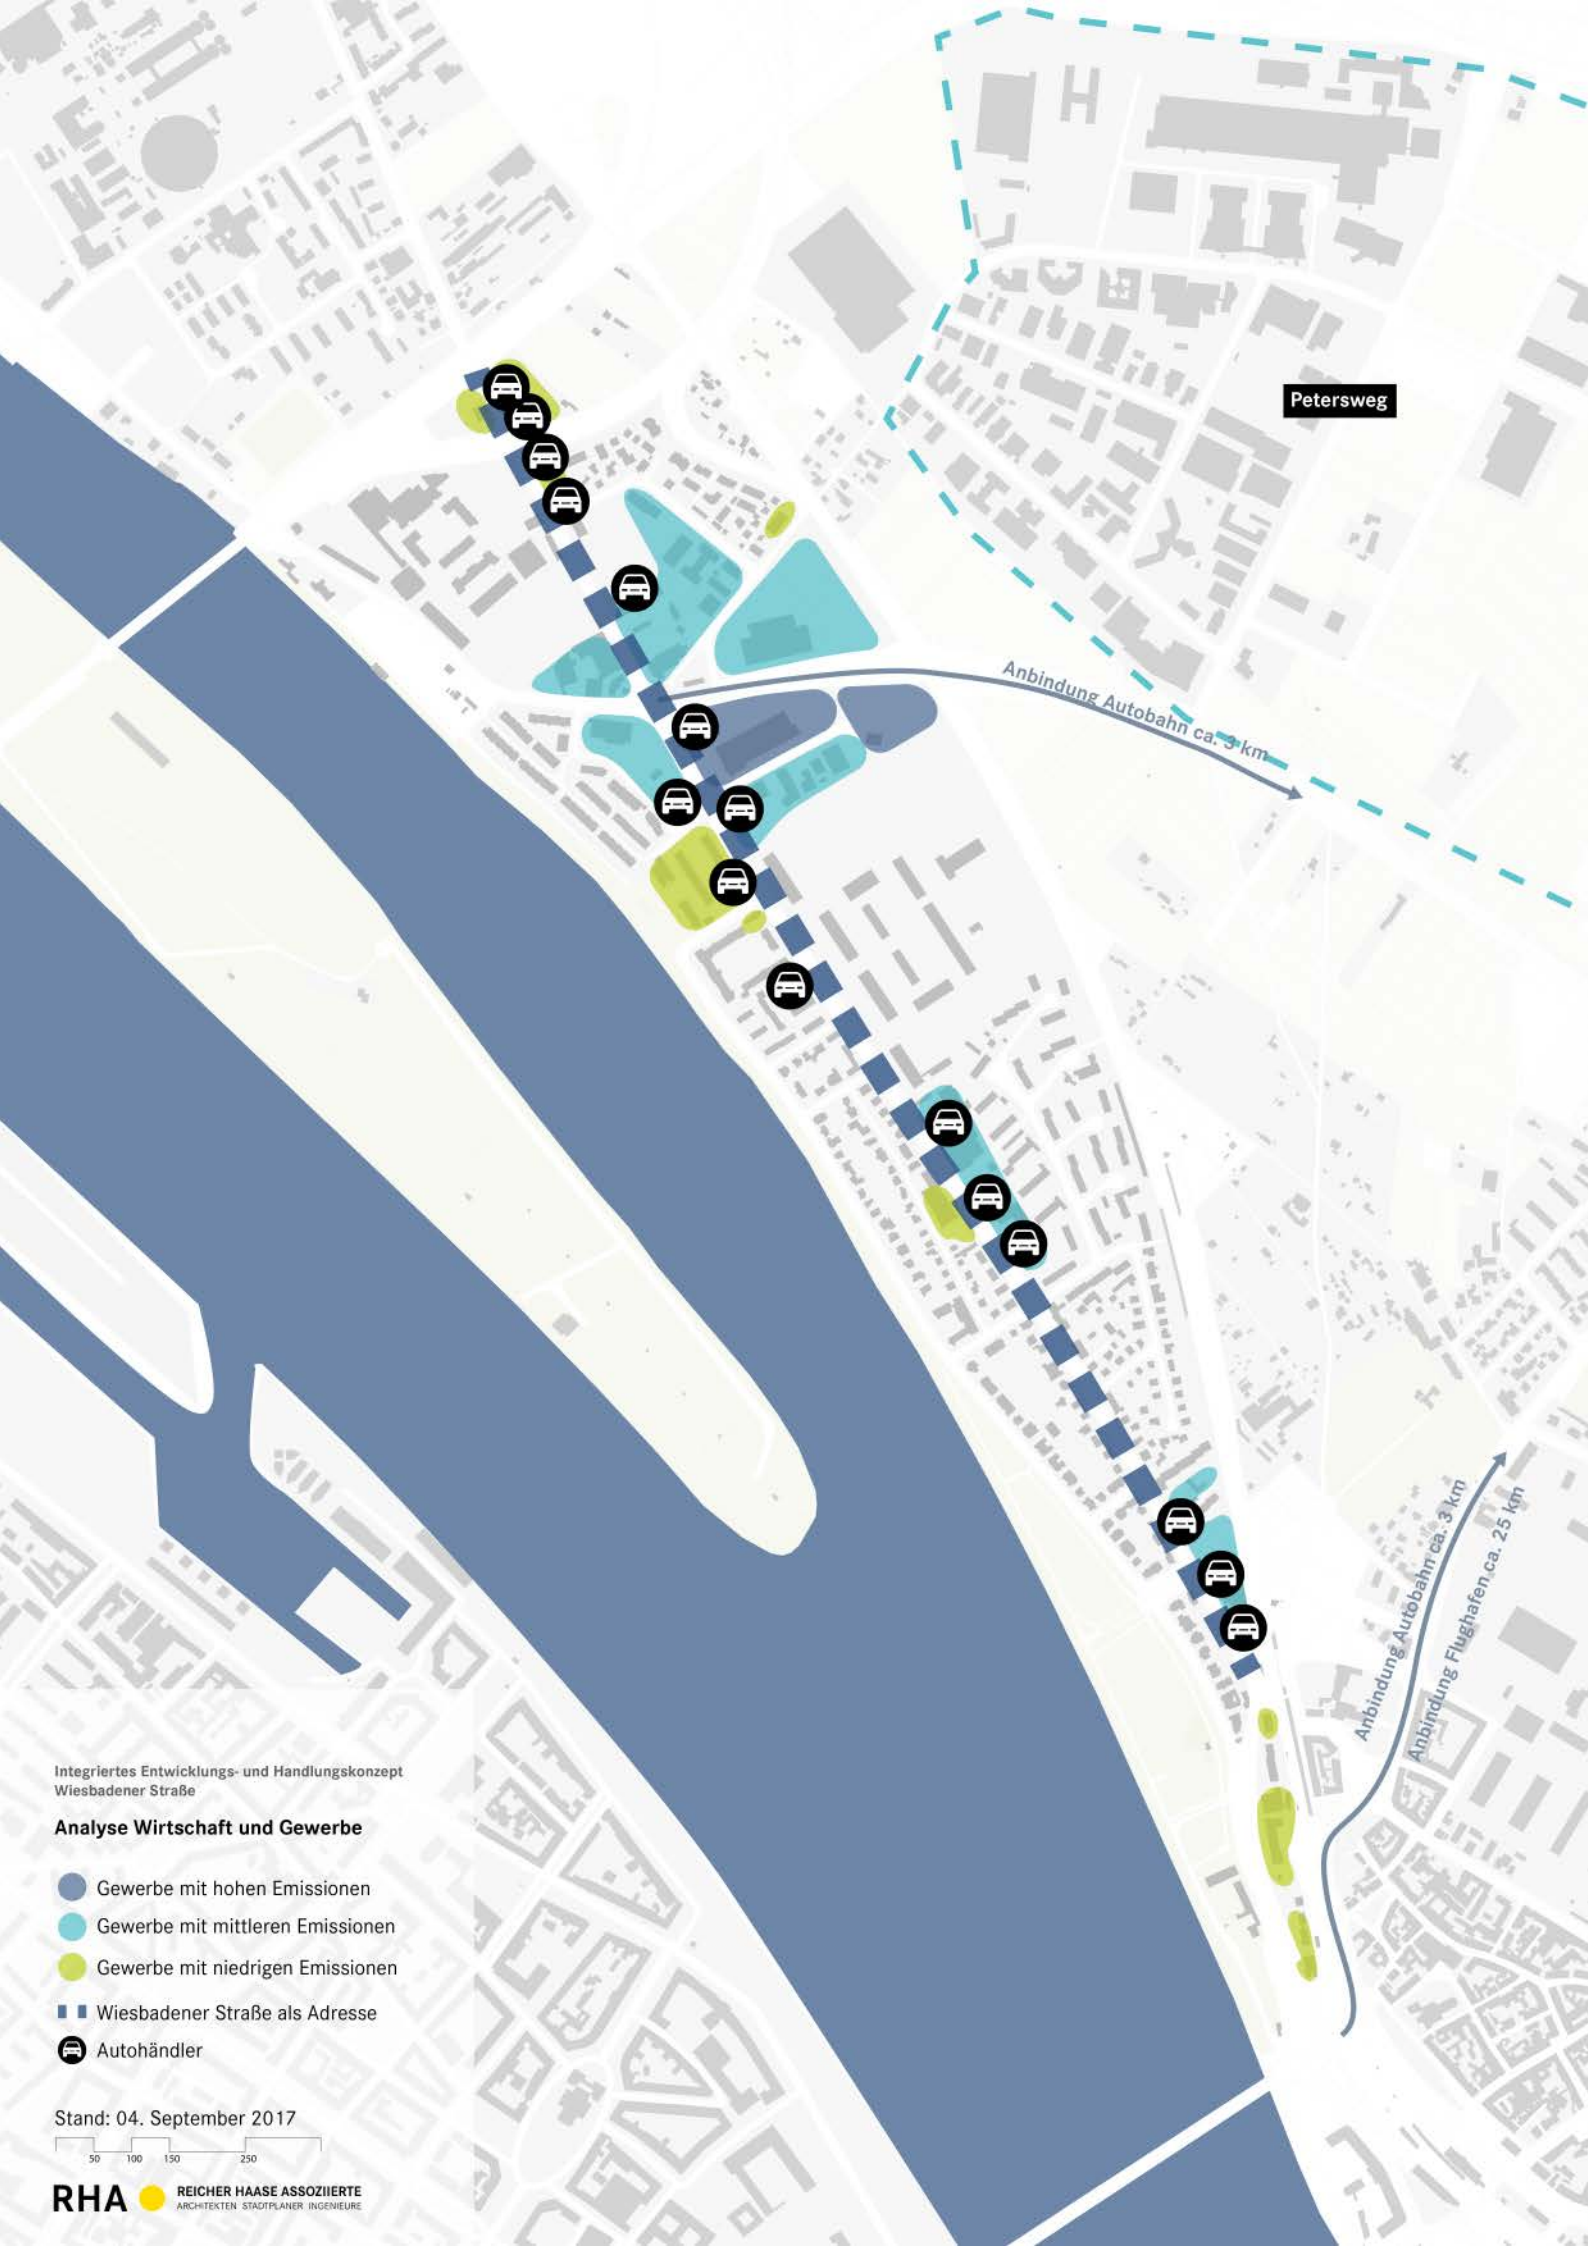 Petersweg
Anbindung Autobahn ca. 3 km
Anbindung Autobahn ca. 3 km
Anbindung Flughafen ca. 25 km
Integriertes Entwicklungs- und Handlungskonzept
Wiesbadener Straße
Analyse Wirtschaft und Gewerbe
Gewerbe mit hohen Emissionen
Gewerbe mit mittleren Emissionen
Gewerbe mit niedrigen Emissionen
Wiesbadener Straße als Adresse
Autohändler
Stand: 04. September 2017
50 100 150 250
RHA REICHER HAASE ASSOZIIERTE
ARCHITEKTEN STADTPLANER INGENIEURE